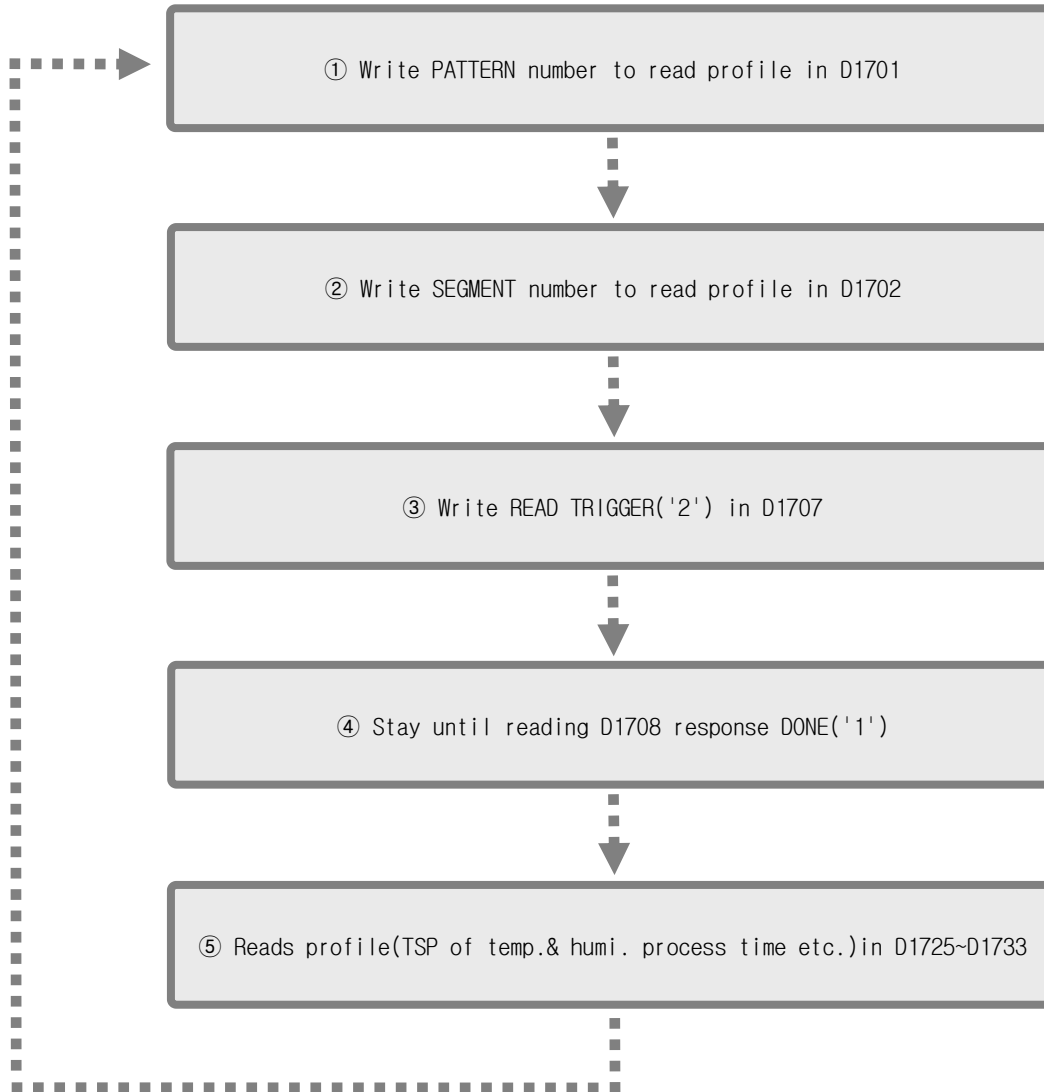 ① Write PATTERN number to read profile in D1701
② Write SEGMENT number to read profile in D1702
③ Write READ TRIGGER('2') in D1707
④ Stay until reading D1708 response DONE('1')
⑤ Reads profile(TSP of temp.& humi. process time etc.)in D1725~D1733